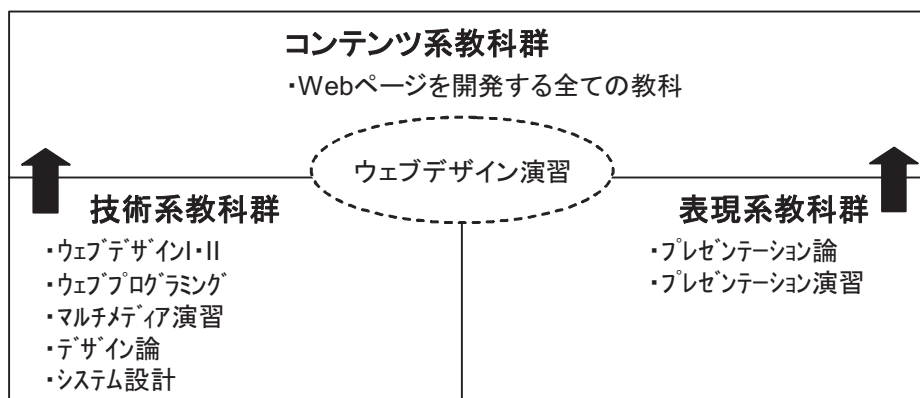 コンテンツ系教科群
・Webページを開発する全ての教科
ウェブデザイン演習
技術系教科群
・ウェブデザインI・II
・ウェブプログラミング
・マルチメディア演習
・デザイン論
・システム設計
表現系教科群
・プレゼンテーション論
・プレゼンテーション演習